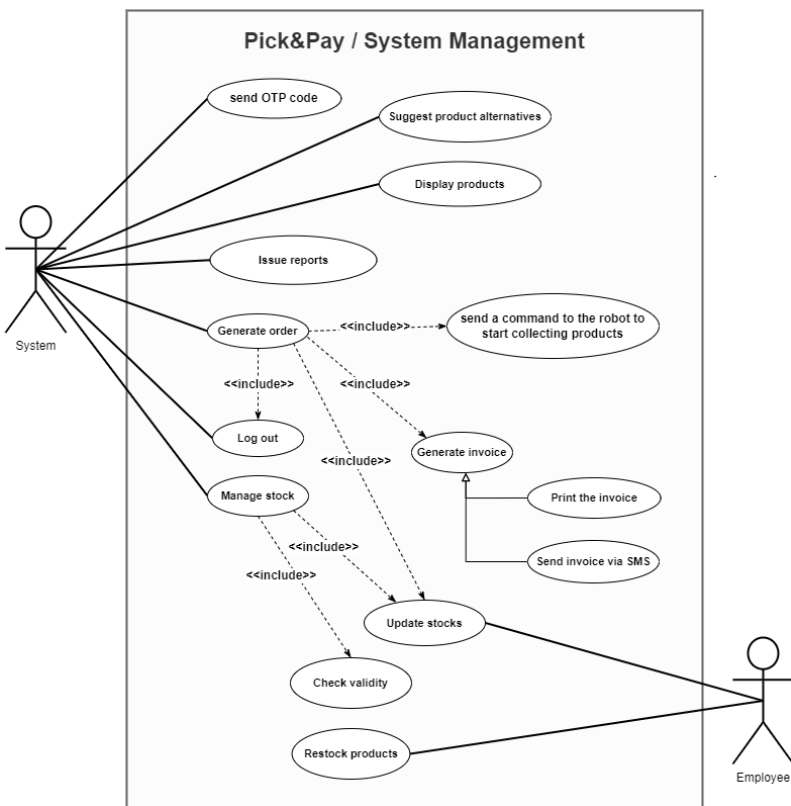 Pick&Pay / System Management
send OTP code
Suggest product alternatives
Display products
Issue reports
System
Generate order
<<include>>
send a command to the robot to
start collecting products
<<include>>
<<include>>
Log out
<<include>>
Generate invoice
Manage stock
Print the invoice
<<include>>
<<include>>
Send invoice via SMS
Update stocks
Check validity
Restock products
Employee